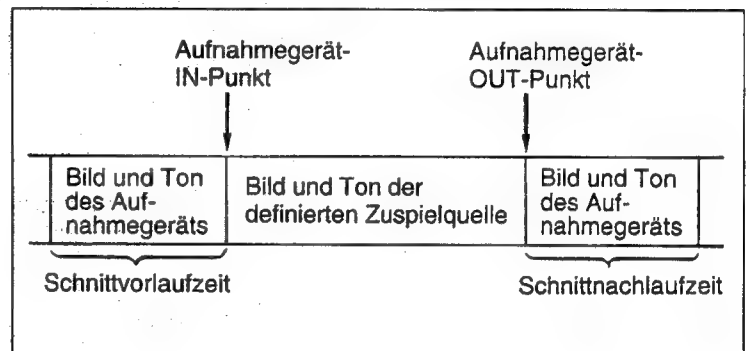 Aufnahmegerät-
IN-Punkt
Aufnahmegerät-
OUT-Punkt
Bild und Ton
des Auf-
nahmegeräts
Bild und Ton der
definierten Zuspielquelle
Bild und Ton
des Auf-
nahmegeräts
Schnittvorlaufzeit
Schnittnachlaufzeit